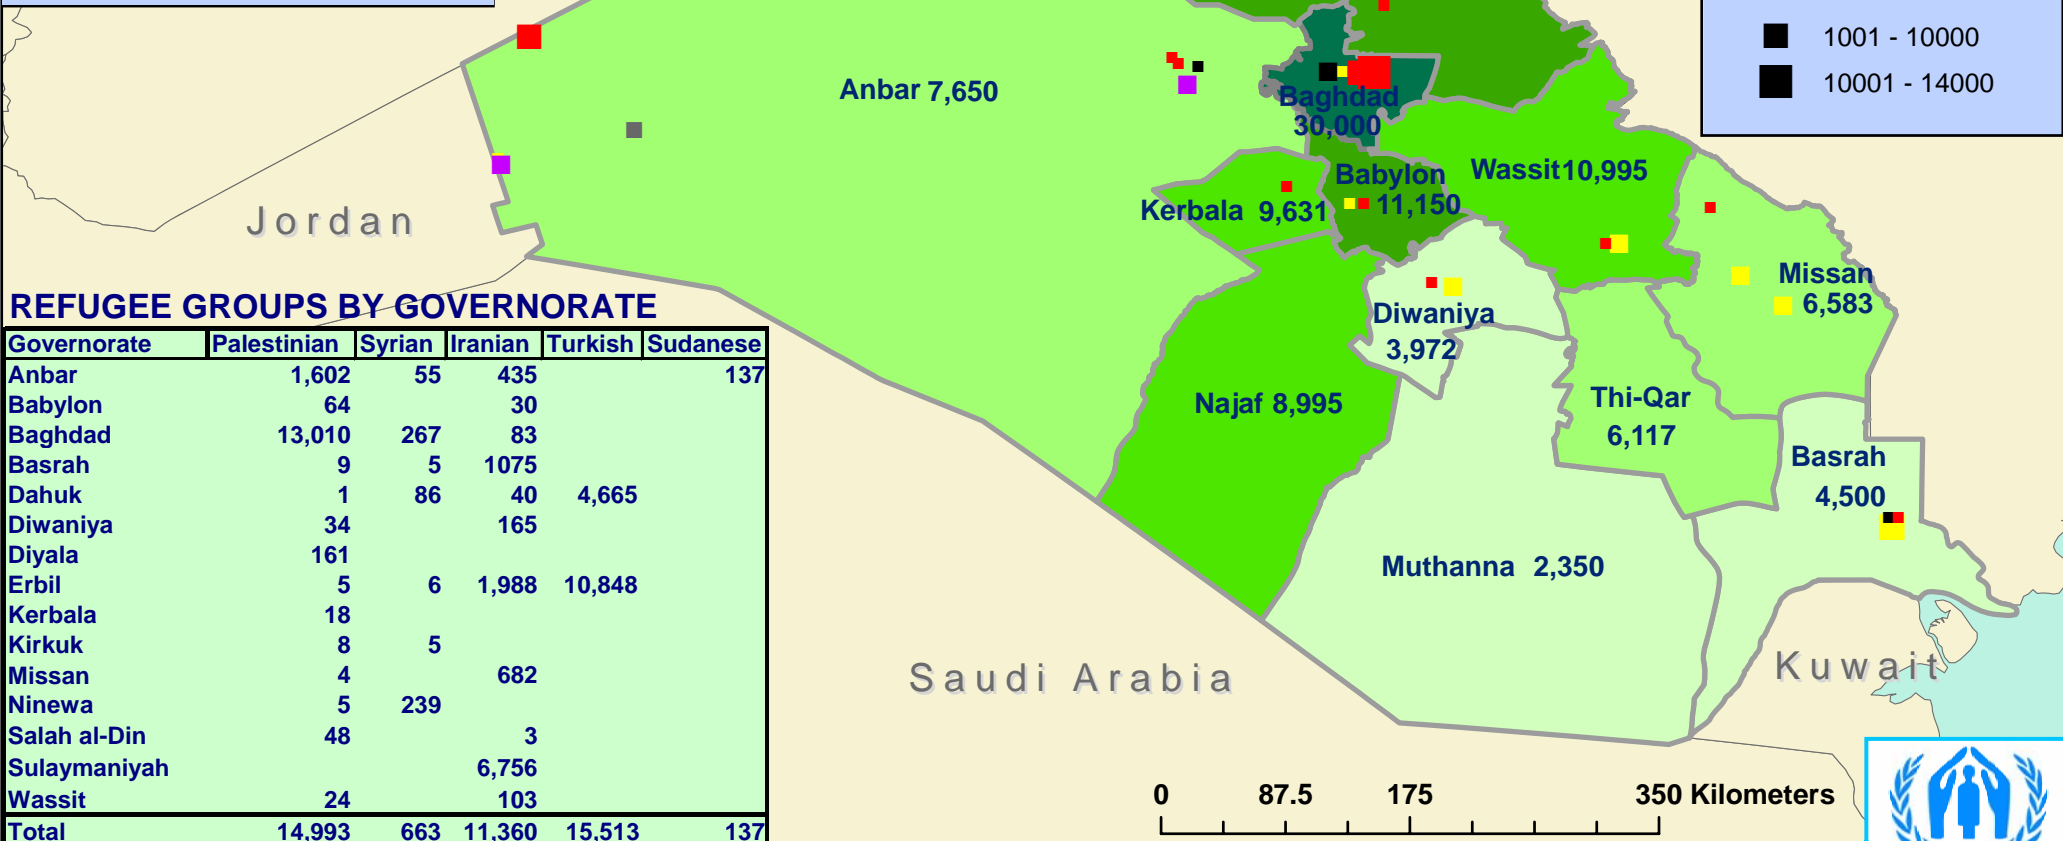 1001 - 10000
10001 - 14000
Anbar 7,650
Baghdad
30,000
Wassit 10,995
Babylon
11,150
Kerbala 9,631
Jordan
Missan
6,583
Diwaniya
3,972
Najaf 8,995
Thi-Qar
6,117
Basrah
4,500
Muthanna 2,350
Saudi Arabia
Kuwait
REFUGEE GROUPS BY GOVERNORATE
Governorate Palestinian Syrian Iranian Turkish Sudanese
Anbar 1,602 55 435 137
Babylon 64 30
Baghdad 13,010 267 83
Basrah 9 5 1075
Dahuk 1 86 40 4,665
Diwaniya 34 165
Diyala 161
Erbil 5 6 1,988 10,848
Kerbala 18
Kirkuk 8 5
Missan 4 682
Ninewa 5 239
Salah al-Din 48 3
Sulaymaniyah 6,756
Wassit 24 103
Total 14,993 663 11,360 15,513 137
0 87.5 175 350 Kilometers